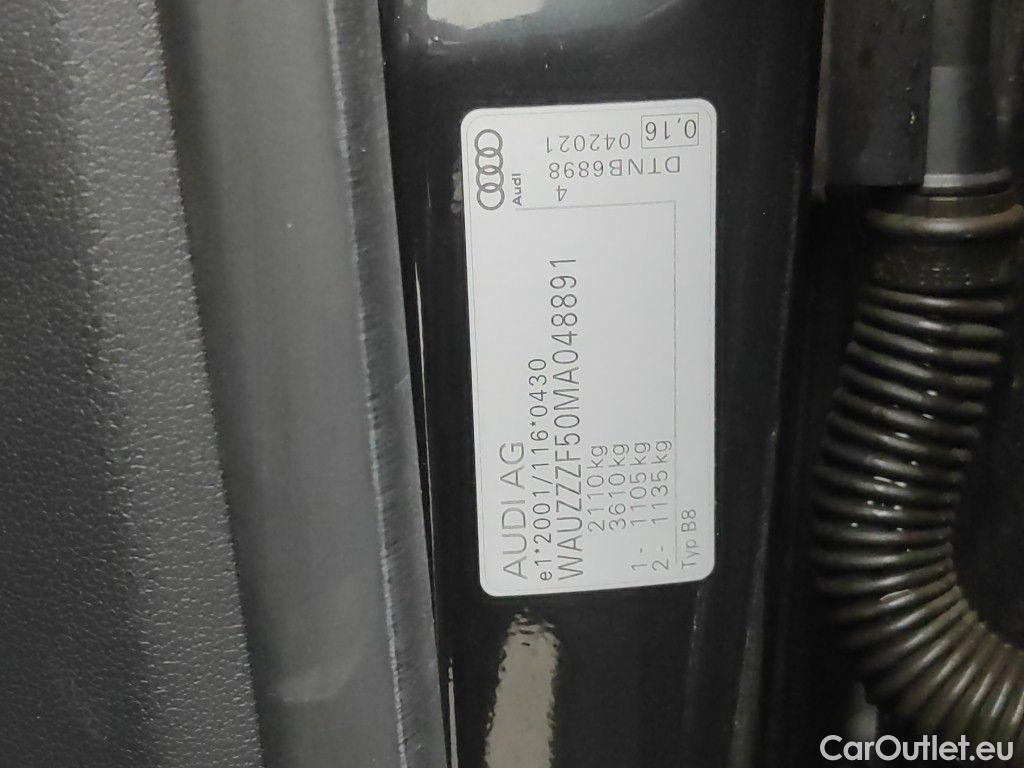 AUDI AG
e1*2001/116*0430
WAUZZZF50MA048891
2110kg
3610kg
1- 1105kg
2- 1135kg
Typ B8
Audi
4
042021
DTNB6898
0,16
CarOutlet.eu